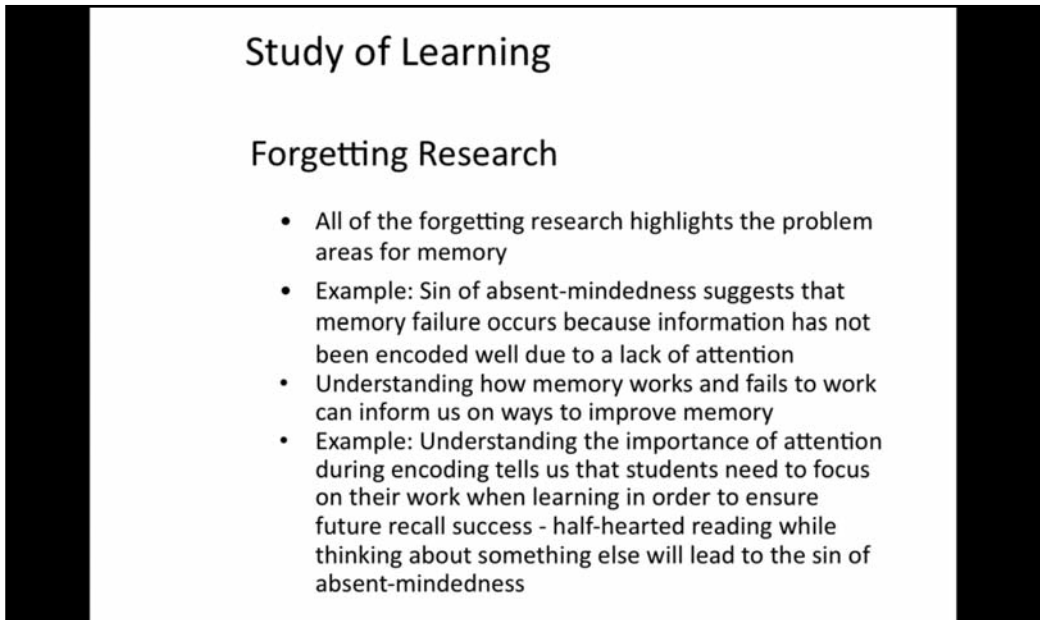 Study of Learning
Forgetting Research
• All of the forgetting research highlights the problem
areas for memory
• Example: Sin of absent-mindedness suggests that
memory failure occurs because information has not
been encoded well due to a lack of attention
• Understanding how memory works and fails to work
can inform us on ways to improve memory
• Example: Understanding the importance of attention
during encoding tells us that students need to focus
on their work when learning in order to ensure
future recall success - half-hearted reading while
thinking about something else will lead to the sin of
absent-mindedness